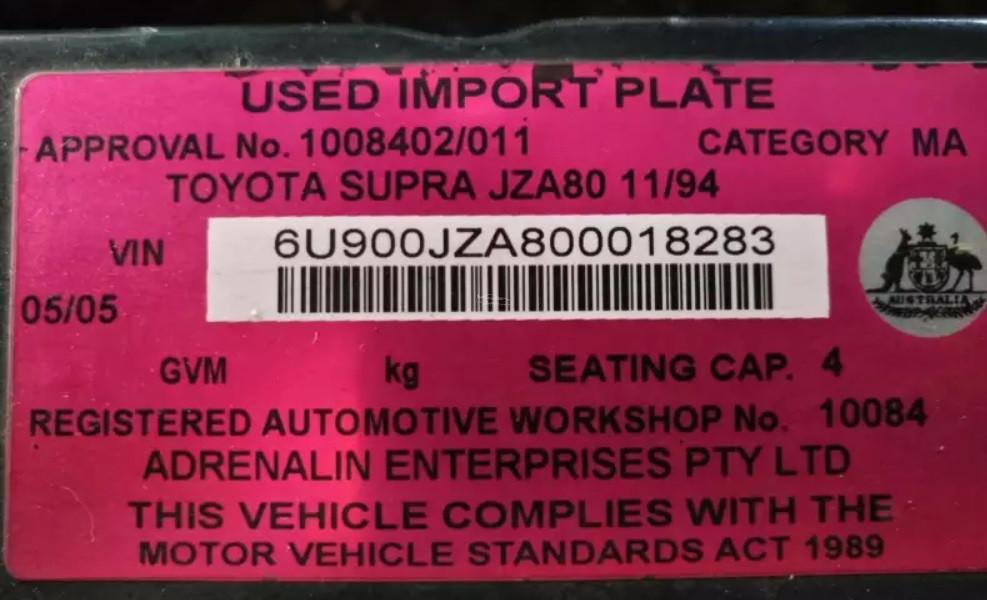 USED IMPORT PLATE
APPROVAL No. 1008402/011 CATEGORY MA
TOYOTA SUPRA JZA80 11/94
VIN 6U900JZA800018283
05/05
AUSTRALIA
GVM kg SEATING CAP. 4
REGISTERED AUTOMOTIVE WORKSHOP No. 10084
ADRENALIN ENTERPRISES PTY LTD
THIS VEHICLE COMPLIES WITH THE
MOTOR VEHICLE STANDARDS ACT 1989